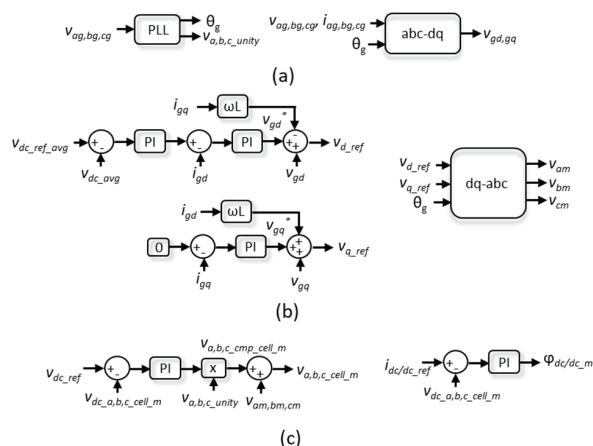 v_ag,bg,cg PLL θ_g
v_a,b,c_unity
v_ag,bg,cg, i_ag,bg,cg
θ_g abc-dq v_gd,gq
(a)
i_gq ωL
v_gd*
v_dc_ref_avg + - PI + - PI - + + v_d_ref
v_dc_avg i_gd v_gd
i_gd ωL
v_gq*
0 + - PI + + + v_q_ref
i_gq v_gq
v_d_ref v_am
v_q_ref dq-abc v_bm
θ_g v_cm
(b)
v_a,b,c_cmp_cell_m
v_dc_ref + - PI x + + v_a,b,c_cell_m
v_dc_a,b,c_cell_m v_a,b,c_unity v_am,bm,cm
i_dc/dc_ref + - PI φ_dc/dc_m
v_dc_a,b,c_cell_m
(c)